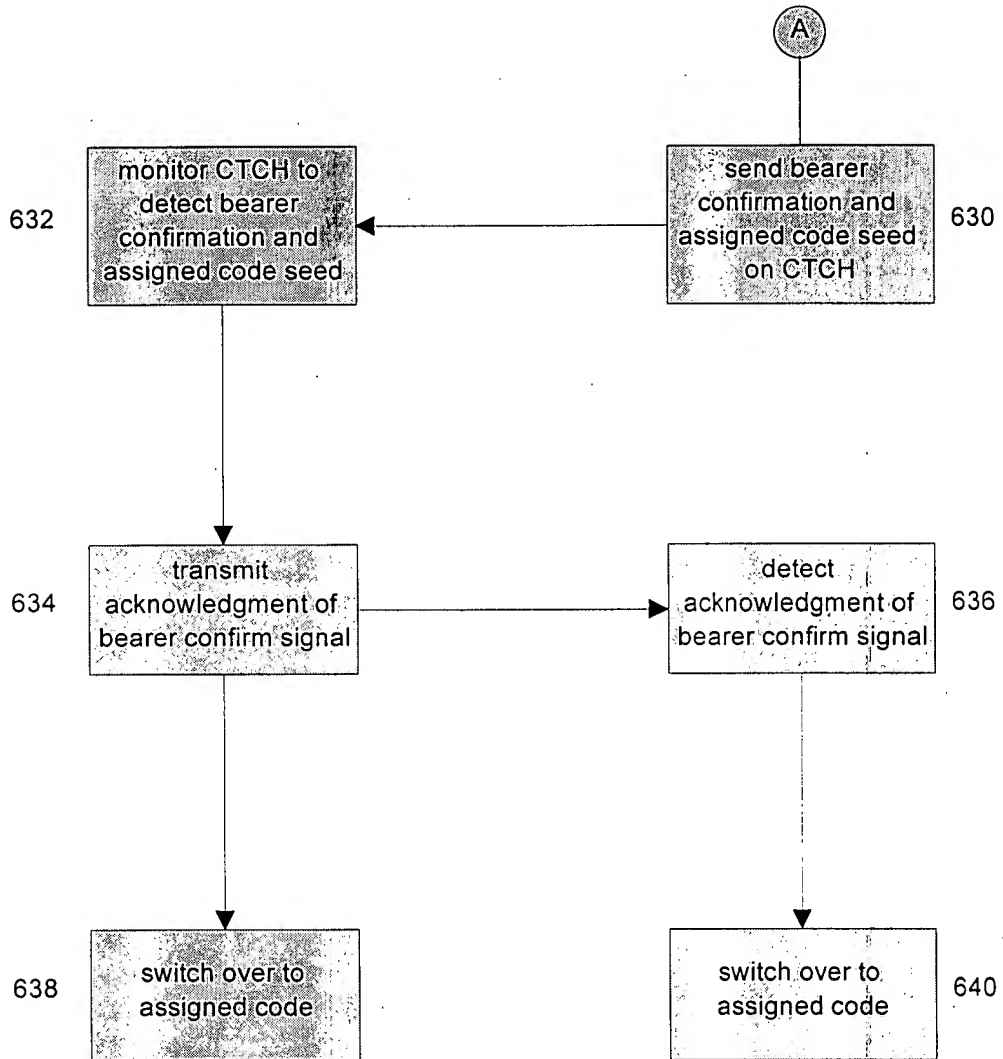 A
632
monitor CTCH to
detect bearer
confirmation and
assigned code seed
send bearer
confirmation and
assigned code seed
on CTCH
630
634
transmit
acknowledgment of
bearer confirm signal
detect
acknowledgment of
bearer confirm signal
636
638
switch over to
assigned code
switch over to
assigned code
640